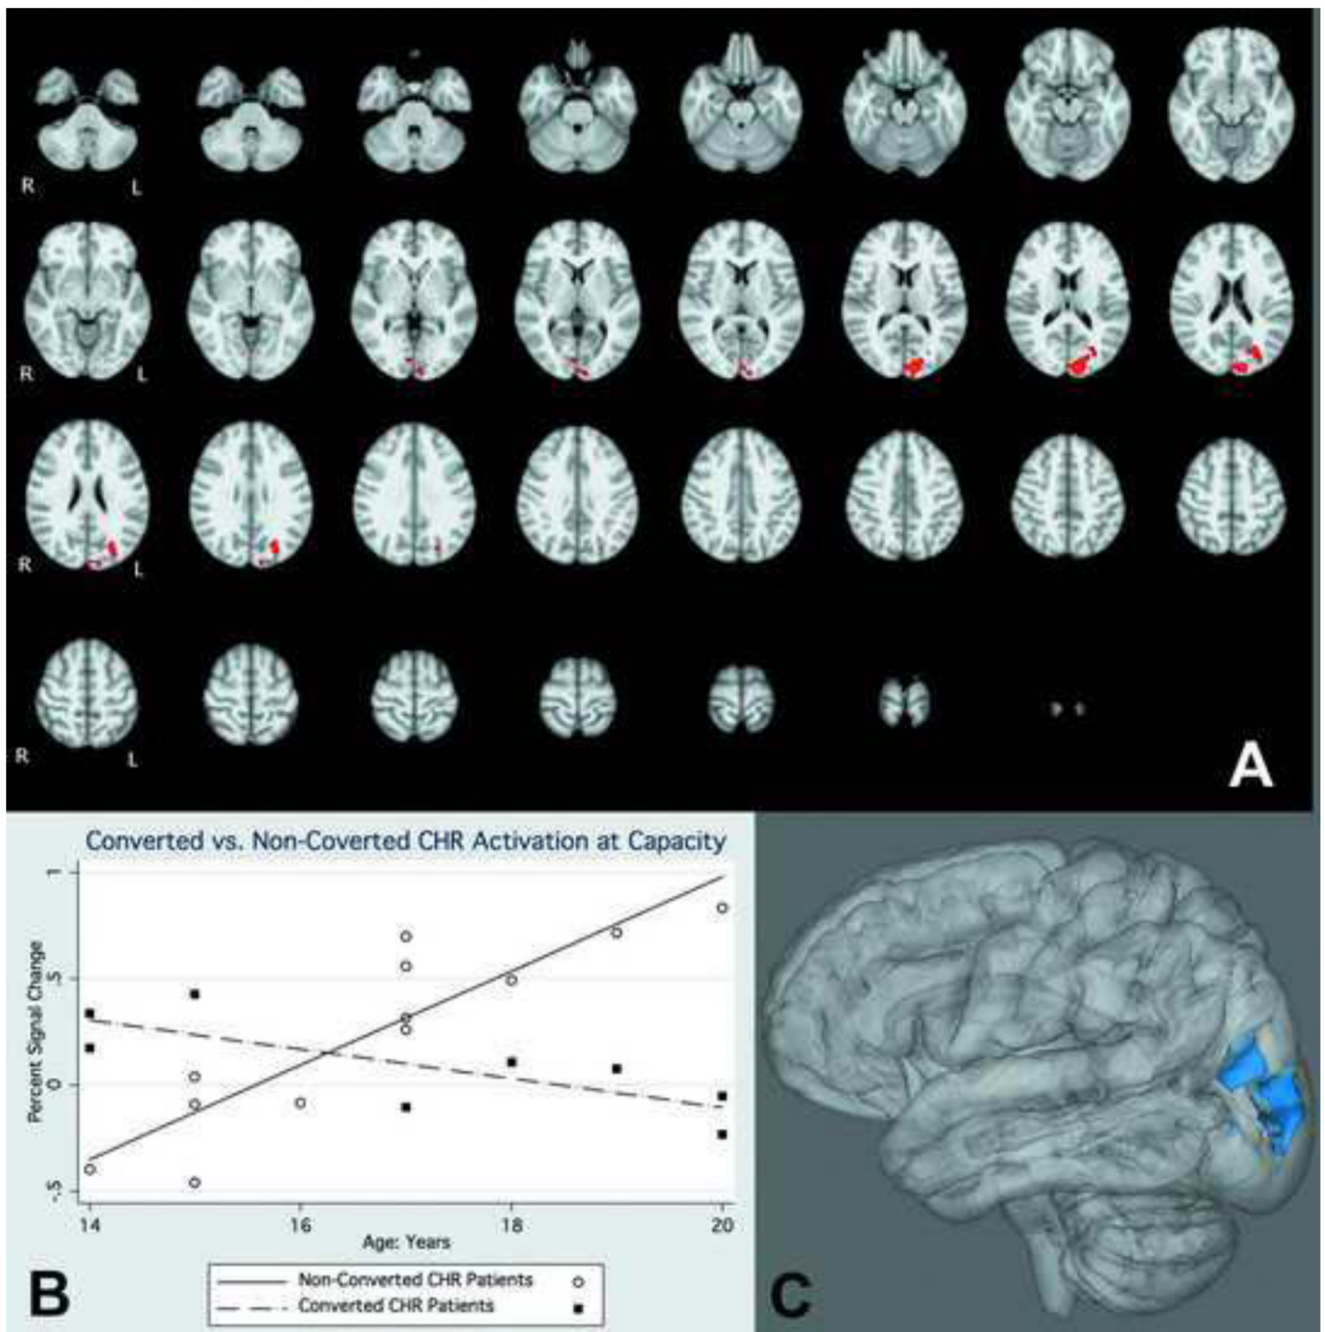 R L
R L
R L
R L
A
Converted vs. Non-Coverted CHR Activation at Capacity
Percent Signal Change
1
.5
0
-.5
14 16 18 20
Age: Years
Non-Converted CHR Patients
Converted CHR Patients
B
C